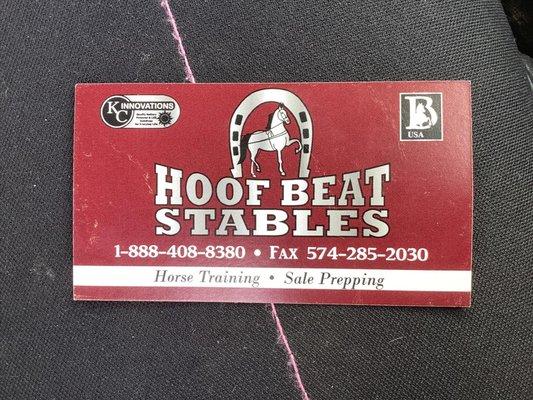 KC INNOVATIONS
B
USA
HOOF BEAT
STABLES
1-888-408-8380 • FAX 574-285-2030
Horse Training • Sale Prepping